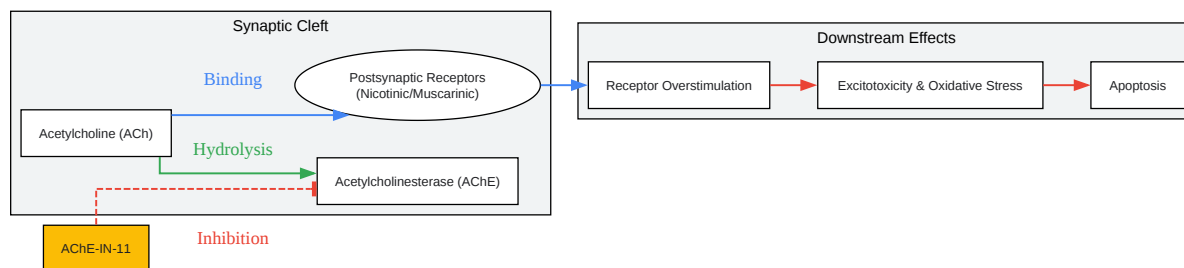 Synaptic Cleft
Downstream Effects
Binding
Postsynaptic Receptors
(Nicotinic/Muscarinic)
Receptor Overstimulation
Excitotoxicity & Oxidative Stress
Apoptosis
Acetylcholine (ACh)
Hydrolysis
Acetylcholinesterase (AChE)
Inhibition
AChE-IN-11